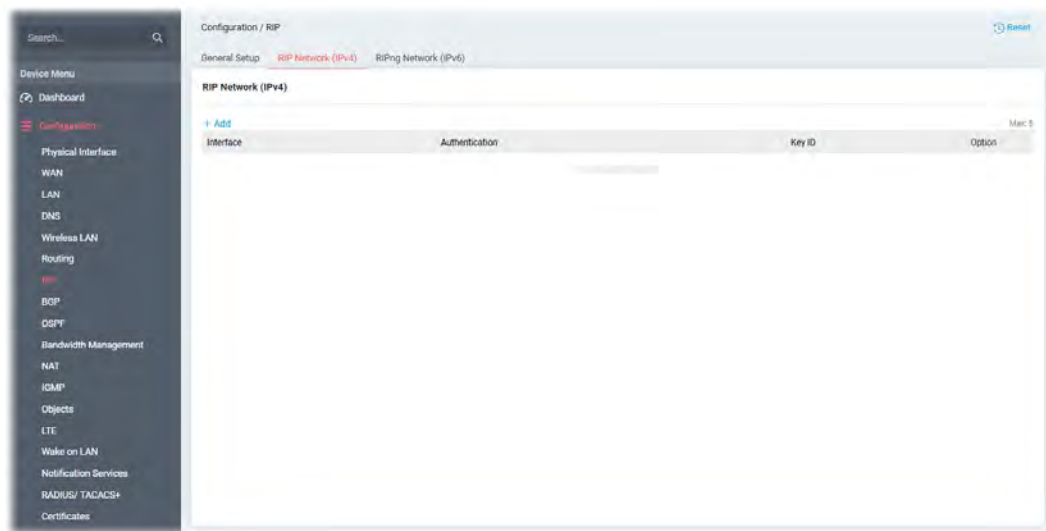 Search...
Device Menu
Dashboard
Configuration
Physical Interface
WAN
LAN
DNS
Wireless LAN
Routing
RIP
BGP
OSPF
Bandwidth Management
NAT
IGMP
Objects
LTE
Wake on LAN
Notification Services
RADIUS/ TACACS+
Certificates
Configuration / RIP
Reset
General Setup RIP Network (IPv4) RIPng Network (IPv6)
RIP Network (IPv4)
+ Add
Interface Authentication Key ID Option